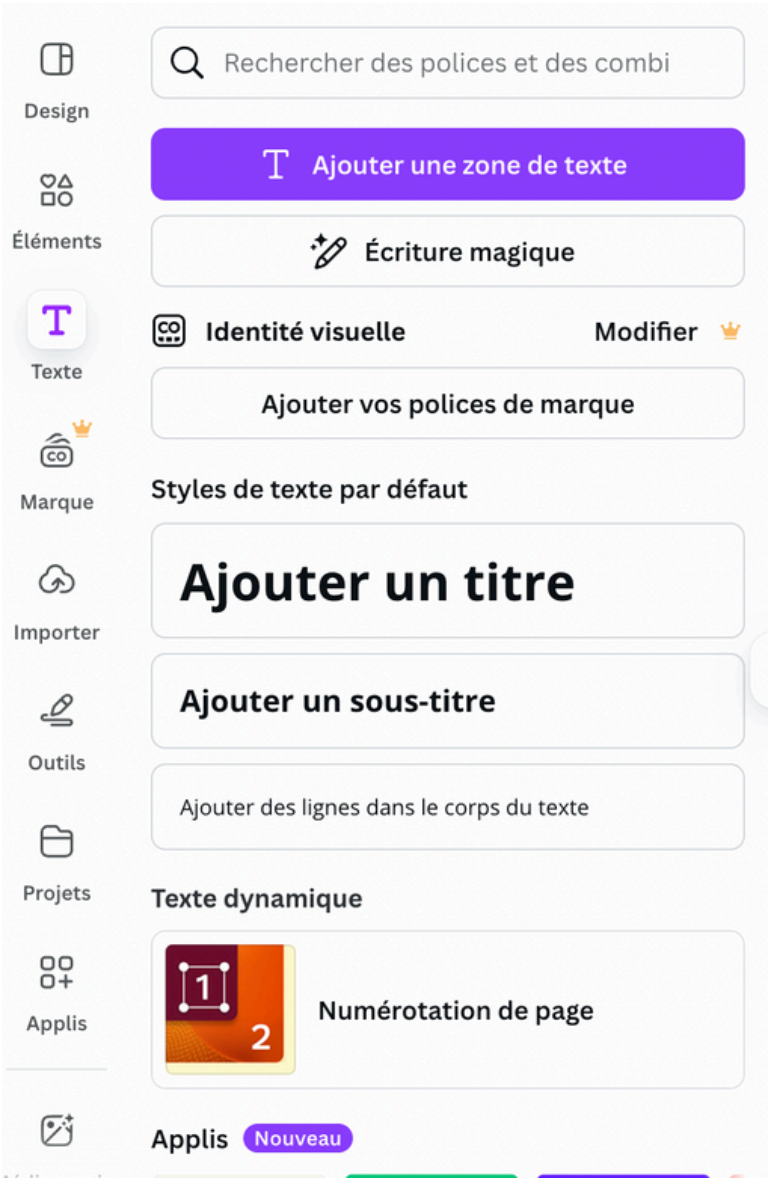 Rechercher des polices et des combi
Design
Ajouter une zone de texte
Éléments
Écriture magique
Texte
CO
Identité visuelle
Modifier
Ajouter vos polices de marque
CO
Marque
Styles de texte par défaut
Ajouter un titre
Importer
Ajouter un sous-titre
Outils
Ajouter des lignes dans le corps du texte
Projets
Texte dynamique
1
2
Numérotation de page
Applis
Applis
Nouveau